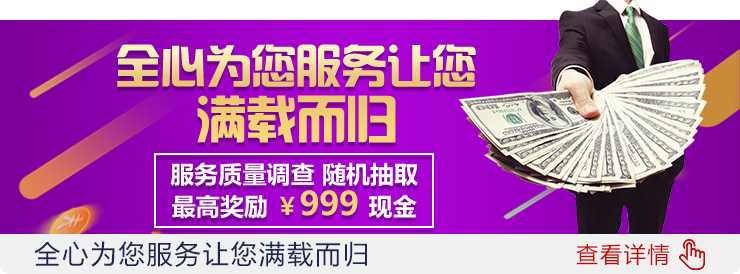 全心为您服务让您
满载而归
服务质量调查 随机抽取
最高奖励 ￥999 现金
100
全心为您服务让您满载而归
查看详情